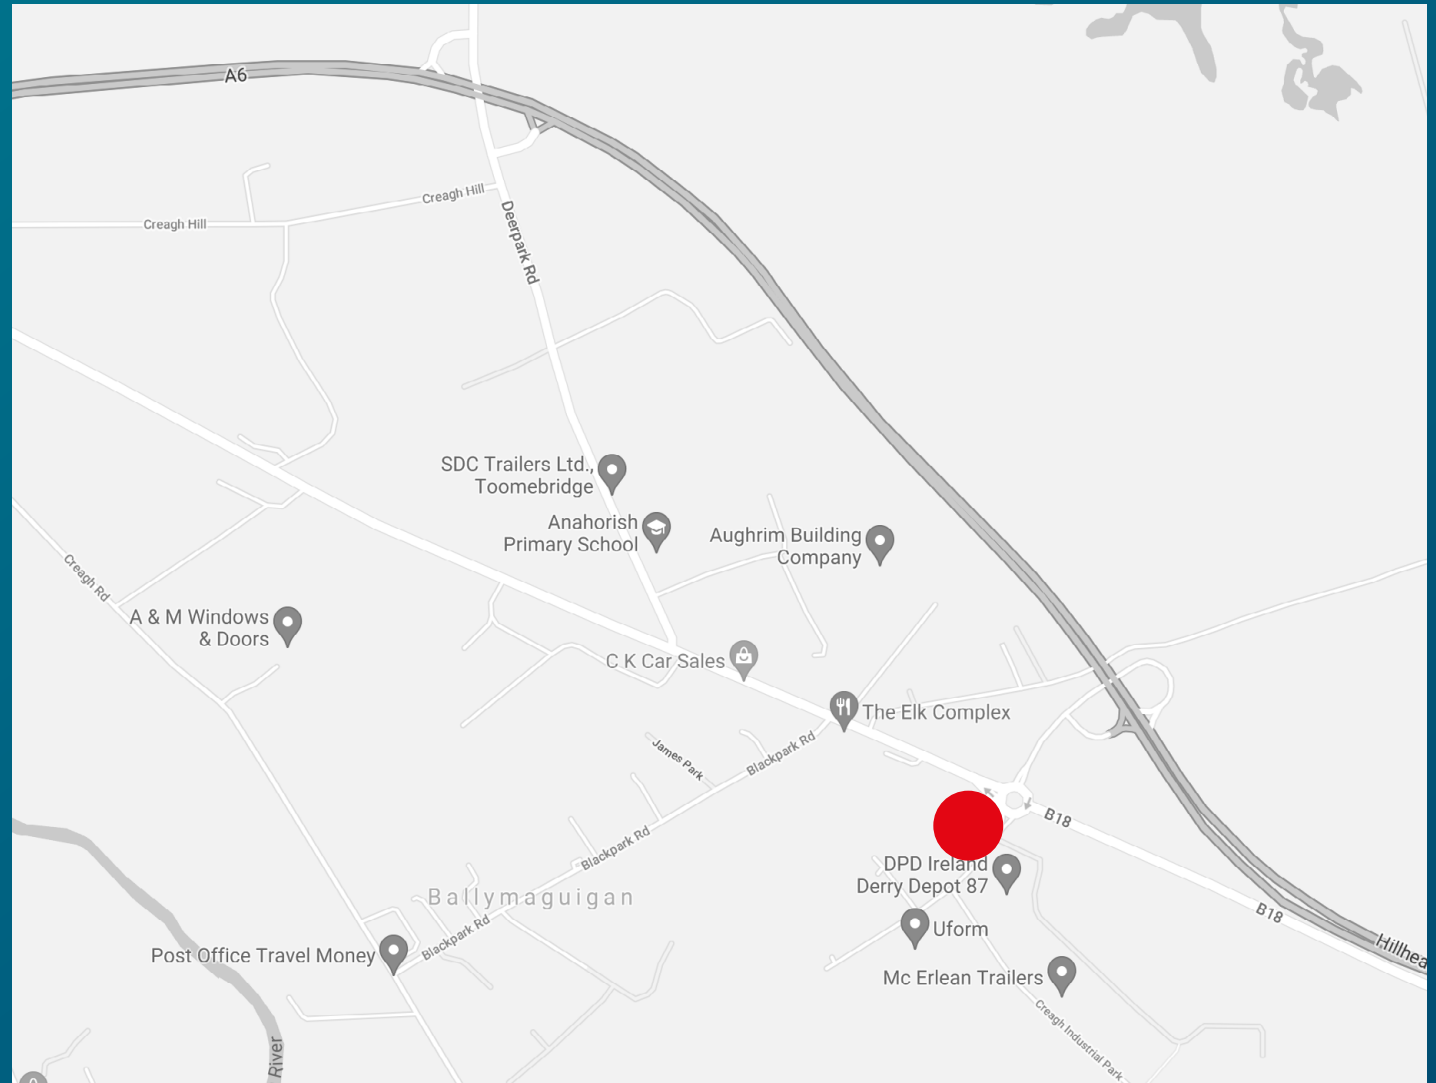 A6
Creagh Hill
Creagh Hill
Deerpark Rd
SDC Trailers Ltd.,
Toomebridge
Anahorish
Primary School
Aughrim Building
Company
Creagh Rd
A & M Windows
& Doors
C K Car Sales
The Elk Complex
James Park
Blackpark Rd
B18
Blackpark Rd
DPD Ireland
Derry Depot 87
Ballymaguigan
B18
Uform
Blackpark Rd
Hillhea
Post Office Travel Money
Mc Erlean Trailers
Creagh Industrial Park
River